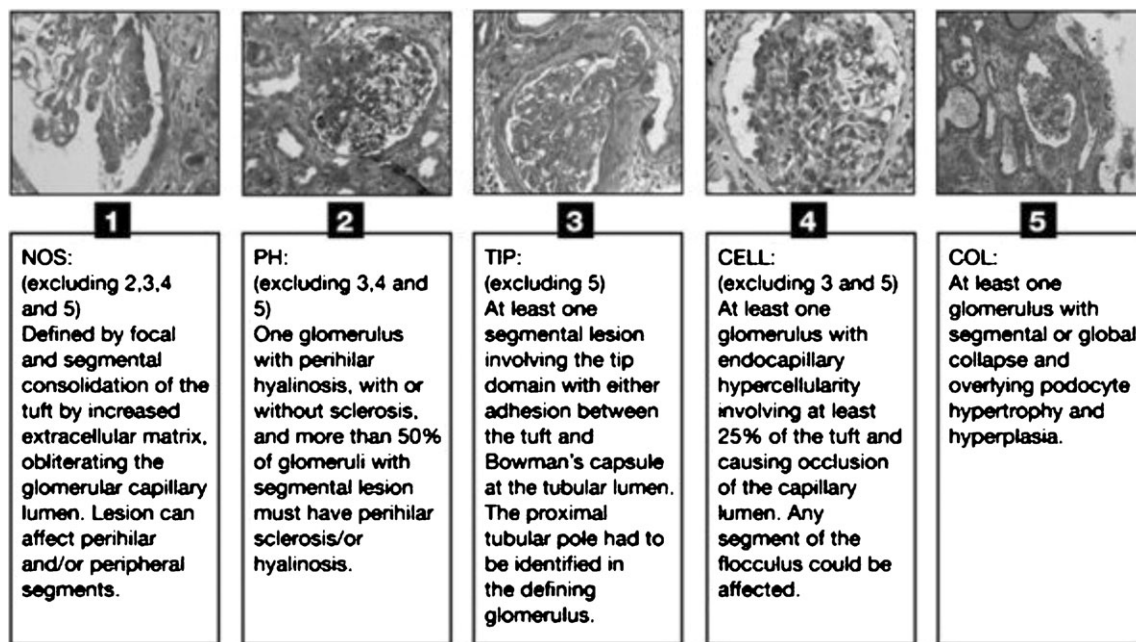 1
NOS:
(excluding 2,3,4
and 5)
Defined by focal
and segmental
consolidation of the
tuft by increased
extracellular matrix,
obliterating the
glomerular capillary
lumen. Lesion can
affect perihilar
and/or peripheral
segments.
2
PH:
(excluding 3,4 and
5)
One glomerulus
with perihilar
hyalinosis, with or
without sclerosis,
and more than 50%
of glomeruli with
segmental lesion
must have perihilar
sclerosis/or
hyalinosis.
3
TIP:
(excluding 5)
At least one
segmental lesion
involving the tip
domain with either
adhesion between
the tuft and
Bowman's capsule
at the tubular lumen.
The proximal
tubular pole had to
be identified in
the defining
glomerulus.
4
CELL:
(excluding 3 and 5)
At least one
glomerulus with
endocapillary
hypercellularity
involving at least
25% of the tuft and
causing occlusion
of the capillary
lumen. Any
segment of the
flocculus could be
affected.
5
COL:
At least one
glomerulus with
segmental or global
collapse and
overlying podocyte
hypertrophy and
hyperplasia.